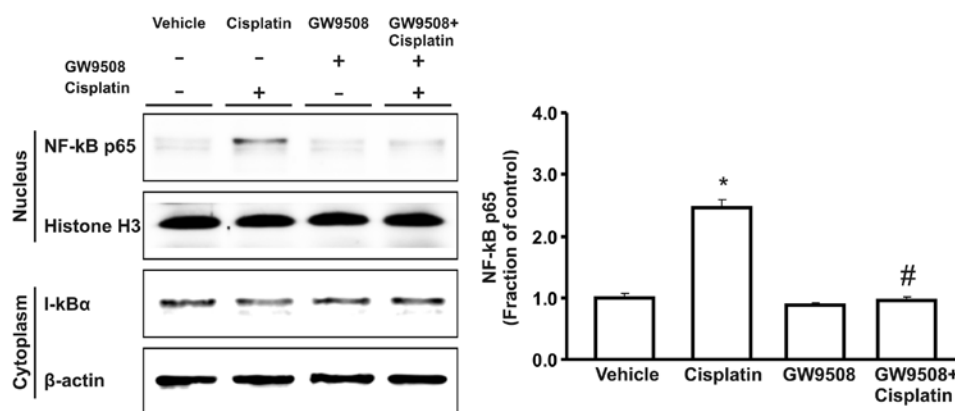 Vehicle Cisplatin GW9508 GW9508+
Cisplatin
GW9508 – – + +
Cisplatin – + – +
Nucleus
NF-kB p65
Histone H3
Cytoplasm
I-kBα
β-actin
NF-kB p65
(Fraction of control)
4.0
3.0
2.0
1.0
0.0
*
#
Vehicle Cisplatin GW9508 GW9508+
Cisplatin